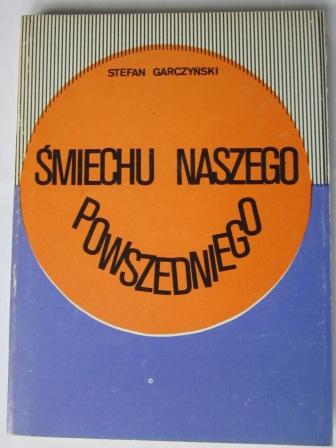 STEFAN GARCZYŃSKI
ŚMIECHU NASZEGO
POWSZEDNIEGO